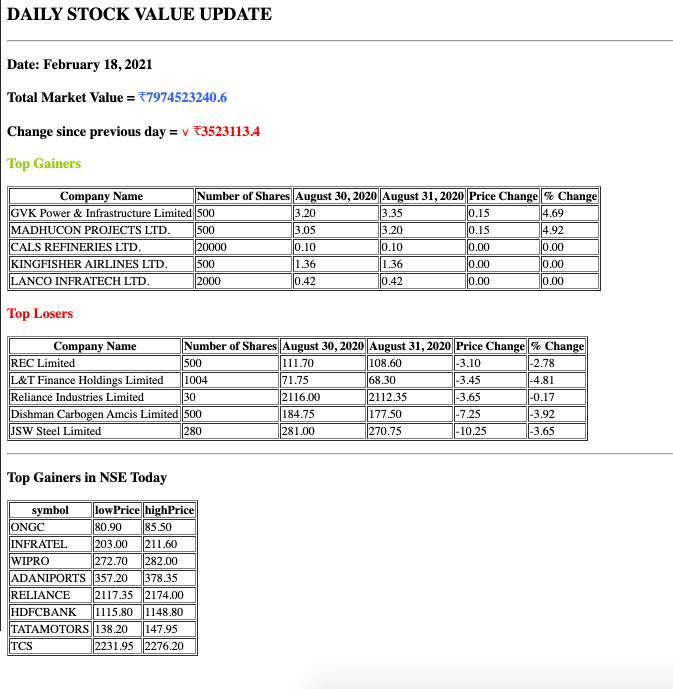 DAILY STOCK VALUE UPDATE
Date: February 18, 2021
Total Market Value = ₹7974523240.6
Change since previous day = v ₹3523113.4
Top Gainers
Company Name Number of Shares August 30, 2020 August 31, 2020 Price Change % Change
GVK Power & Infrastructure Limited 500 3.20 3.35 0.15 4.69
MADHUCON PROJECTS LTD. 500 3.05 3.20 0.15 4.92
CALS REFINERIES LTD. 20000 0.10 0.10 0.00 0.00
KINGFISHER AIRLINES LTD. 500 1.36 1.36 0.00 0.00
LANCO INFRATECH LTD. 2000 0.42 0.42 0.00 0.00
Top Losers
Company Name Number of Shares August 30, 2020 August 31, 2020 Price Change % Change
REC Limited 500 111.70 108.60 -3.10 -2.78
L&T Finance Holdings Limited 1004 71.75 68.30 -3.45 -4.81
Reliance Industries Limited 30 2116.00 2112.35 -3.65 -0.17
Dishman Carbogen Amcis Limited 500 184.75 177.50 -7.25 -3.92
JSW Steel Limited 280 281.00 270.75 -10.25 -3.65
Top Gainers in NSE Today
symbol lowPrice highPrice
ONGC 80.90 85.50
INFRATEL 203.00 211.60
WIPRO 272.70 282.00
ADANIPORTS 357.20 378.35
RELIANCE 2117.35 2174.00
HDFCBANK 1115.80 1148.80
TATAMOTORS 138.20 147.95
TCS 2231.95 2276.20